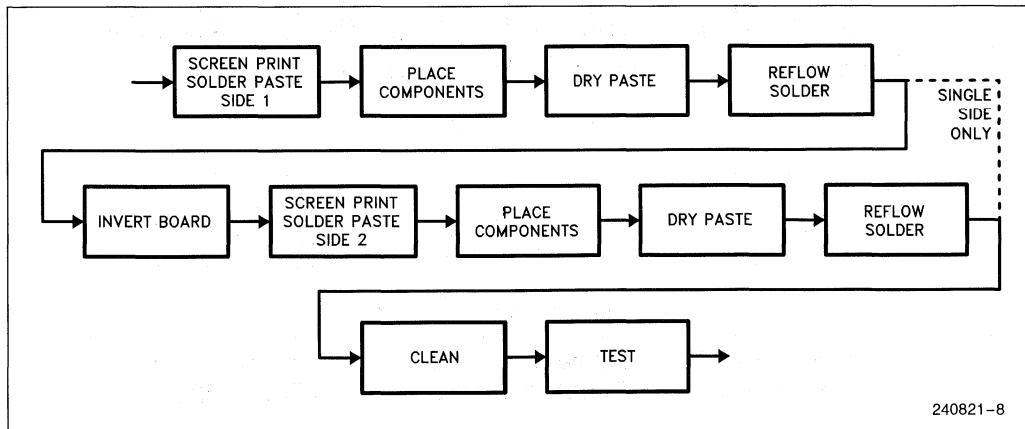 SCREEN PRINT
SOLDER PASTE
SIDE 1
PLACE
COMPONENTS
DRY PASTE
REFLOW
SOLDER
SINGLE
SIDE
ONLY
INVERT BOARD
SCREEN PRINT
SOLDER PASTE
SIDE 2
PLACE
COMPONENTS
DRY PASTE
REFLOW
SOLDER
CLEAN
TEST
240821-8